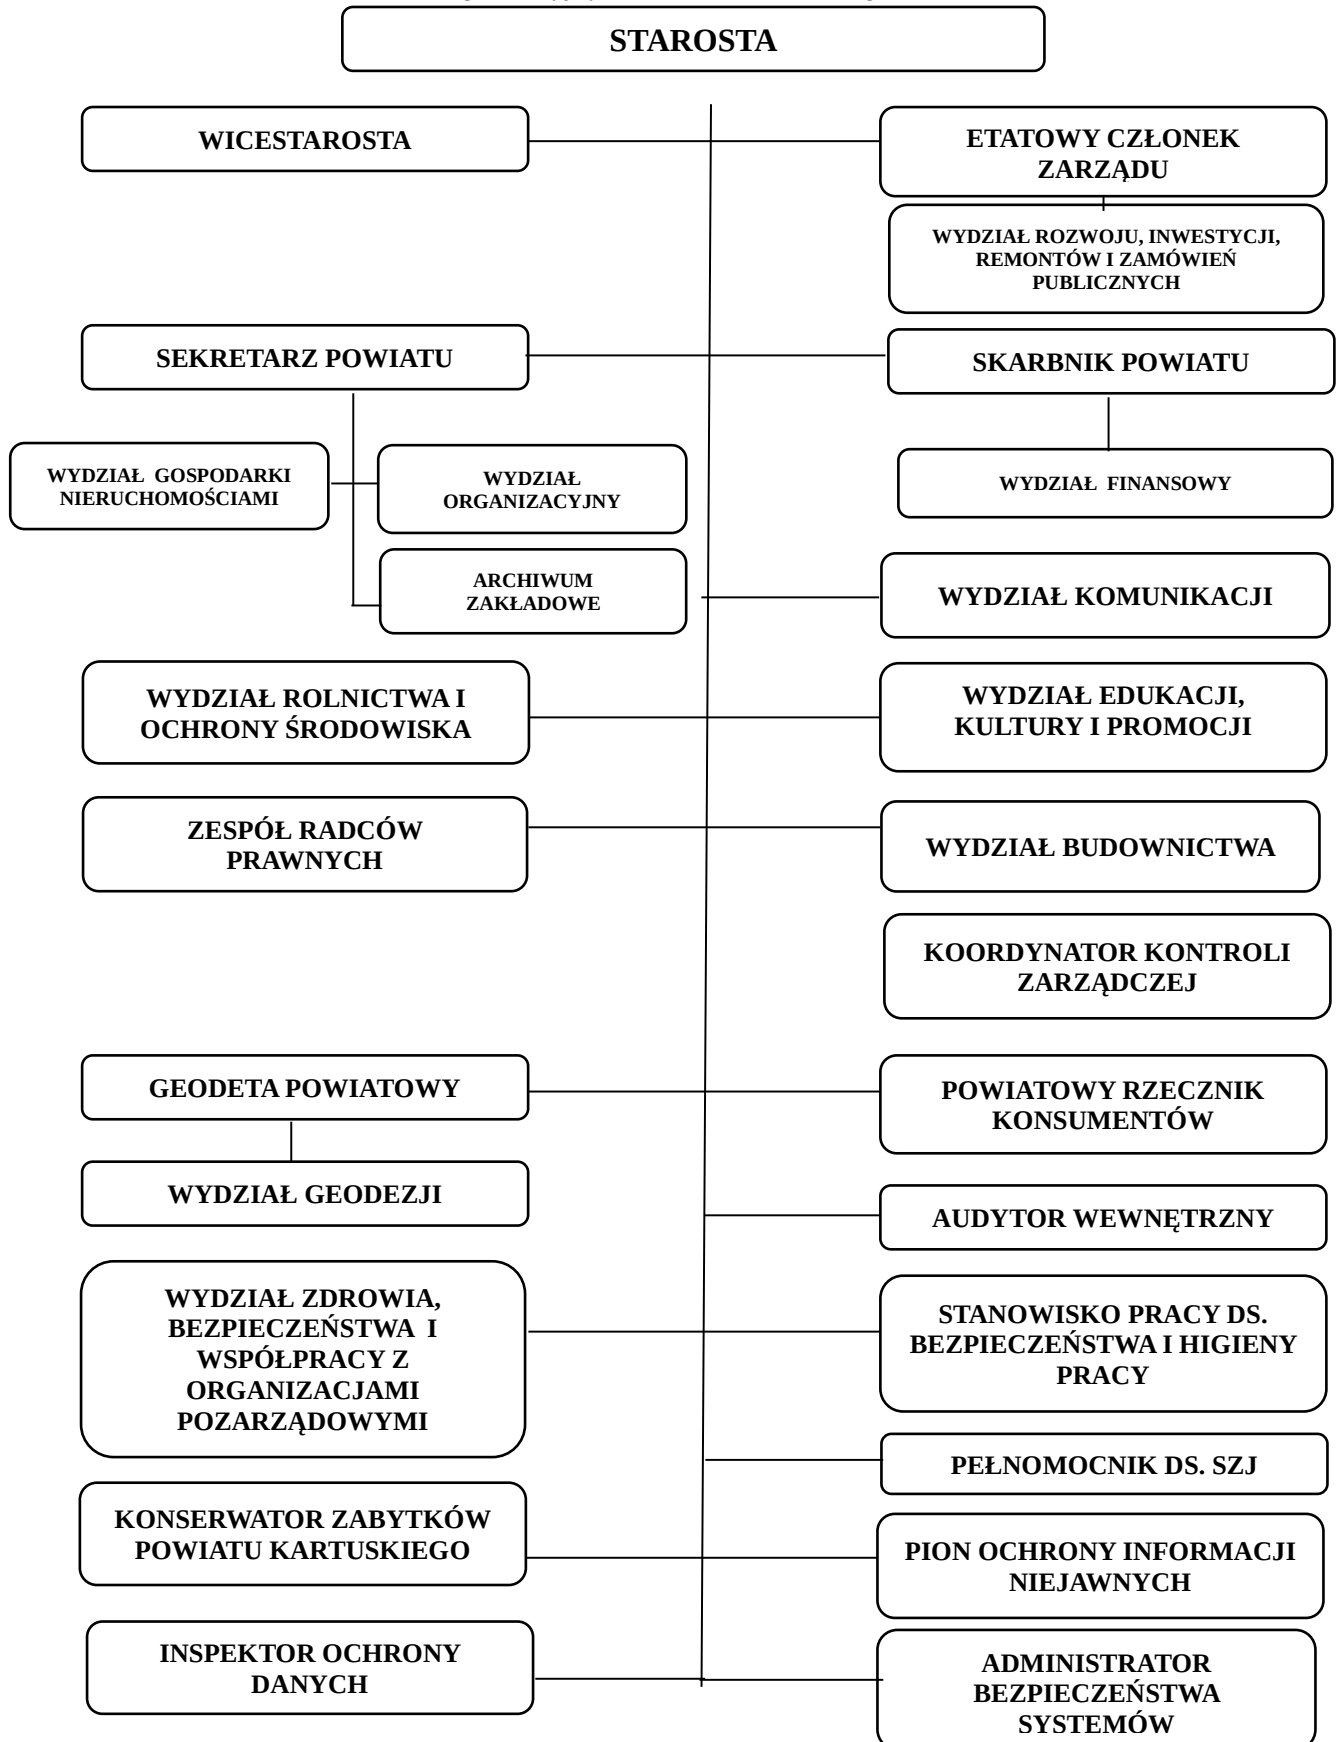 STAROSTA
WICESTAROSTA
ETATOWY CZŁONEK
ZARZĄDU
WYDZIAŁ ROZWOJU, INWESTYCJI,
REMONTÓW I ZAMÓWIEŃ
PUBLICZNYCH
SEKRETARZ POWIATU
SKARBNIK POWIATU
WYDZIAŁ GOSPODARKI
NIERUCHOMOŚCIAMI
WYDZIAŁ
ORGANIZACYJNY
WYDZIAŁ FINANSOWY
ARCHIWUM
ZAKŁADOWE
WYDZIAŁ KOMUNIKACJI
WYDZIAŁ ROLNICTWA I
OCHRONY ŚRODOWISKA
WYDZIAŁ EDUKACJI,
KULTURY I PROMOCJI
ZESPÓŁ RADCÓW
PRAWNYCH
WYDZIAŁ BUDOWNICTWA
KOORDYNATOR KONTROLI
ZARZĄDCZEJ
GEODETA POWIATOWY
POWIATOWY RZECZNIK
KONSUMENTÓW
WYDZIAŁ GEODEZJI
AUDYTOR WEWNĘTRZNY
WYDZIAŁ ZDROWIA,
BEZPIECZEŃSTWA I
WSPÓŁPRACY Z
ORGANIZACJAMI
POZARZĄDOWYMI
STANOWISKO PRACY DS.
BEZPIECZEŃSTWA I HIGIENY
PRACY
PEŁNOMOCNIK DS. SZJ
KONSERWATOR ZABYTKÓW
POWIATU KARTUSKIEGO
PION OCHRONY INFORMACJI
NIEJAWNYCH
INSPEKTOR OCHRONY
DANYCH
ADMINISTRATOR
BEZPIECZEŃSTWA
SYSTEMÓW